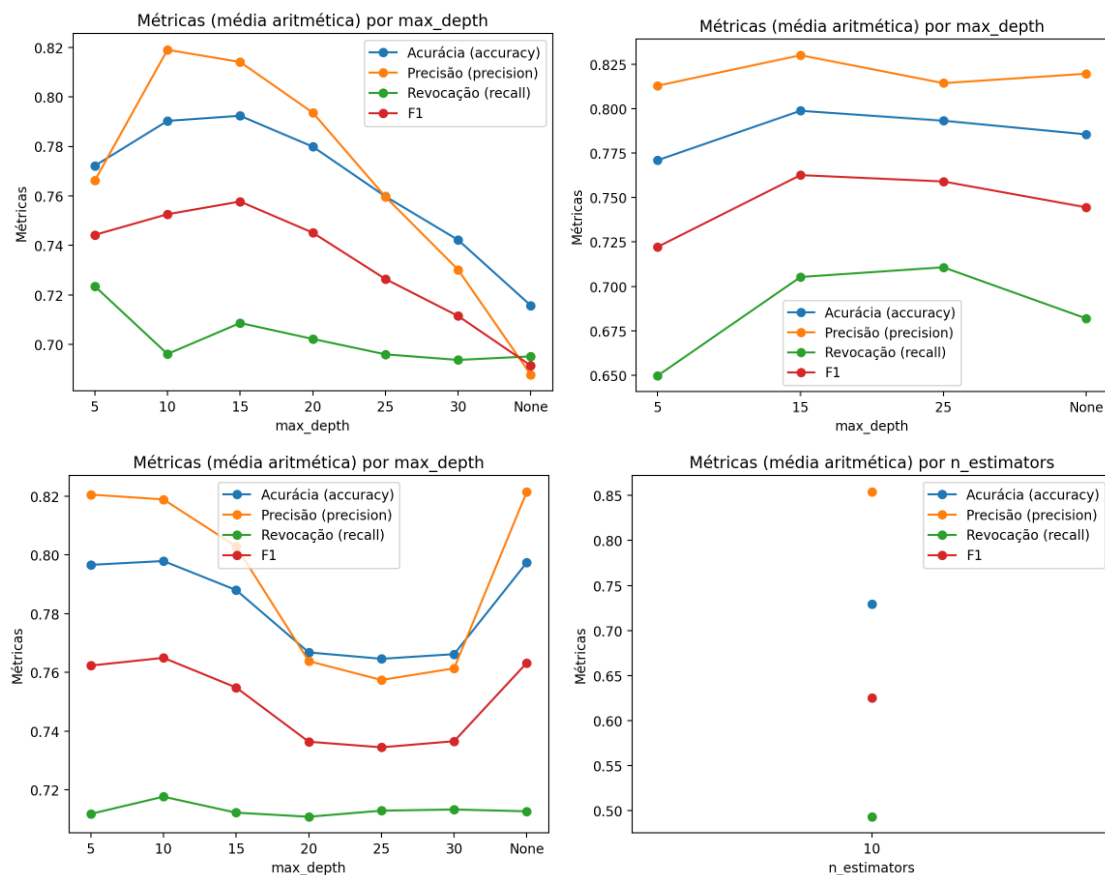 Métricas (média aritmética) por max_depth
0.82
0.80
0.78
0.76
0.74
0.72
0.70
Métricas
Acurácia (accuracy)
Precisão (precision)
Revocação (recall)
F1
5 10 15 20 25 30 None
max_depth
Métricas (média aritmética) por max_depth
0.825
0.800
0.775
0.750
0.725
0.700
0.675
0.650
Métricas
Acurácia (accuracy)
Precisão (precision)
Revocação (recall)
F1
5 15 25 None
max_depth
Métricas (média aritmética) por max_depth
0.82
0.80
0.78
0.76
0.74
0.72
Métricas
Acurácia (accuracy)
Precisão (precision)
Revocação (recall)
F1
5 10 15 20 25 30 None
max_depth
Métricas (média aritmética) por n_estimators
0.85
0.80
0.75
0.70
0.65
0.60
0.55
0.50
Métricas
Acurácia (accuracy)
Precisão (precision)
Revocação (recall)
F1
10
n_estimators